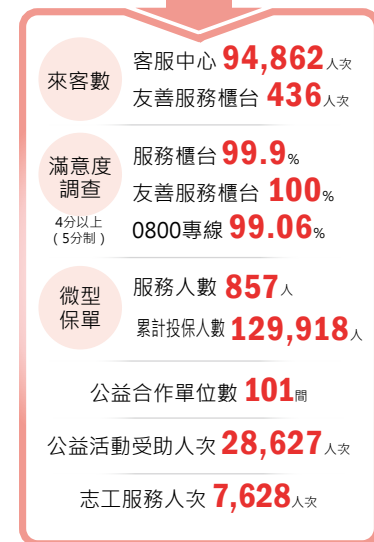 來客數
客服中心 94,862人次
友善服務櫃台 436人次
滿意度
調查
4分以上
(5分制)
服務櫃台 99.9%
友善服務櫃台 100%
0800專線 99.06%
微型
保單
服務人數 857人
累計投保人數 129,918人
公益合作單位數 101間
公益活動受助人次 28,627人次
志工服務人次 7,628人次